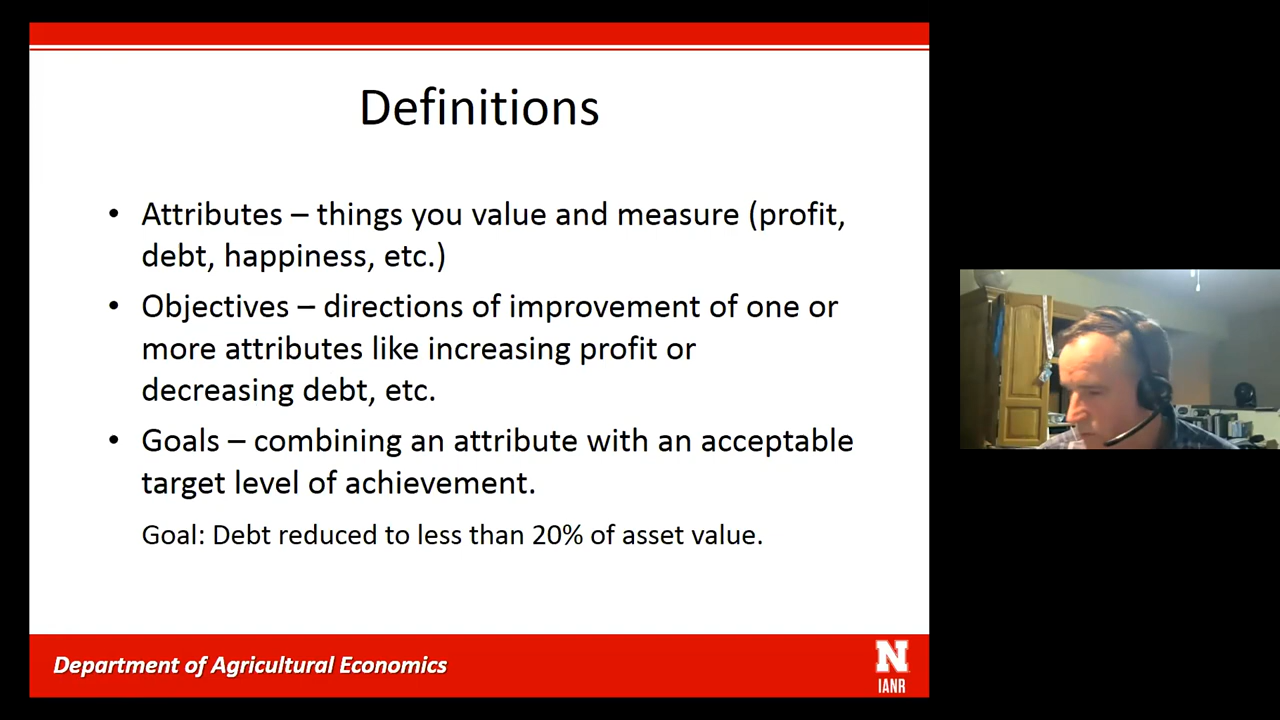 Definitions
• Attributes – things you value and measure (profit,
debt, happiness, etc.)
• Objectives – directions of improvement of one or
more attributes like increasing profit or
decreasing debt, etc.
• Goals – combining an attribute with an acceptable
target level of achievement.
Goal: Debt reduced to less than 20% of asset value.
Department of Agricultural Economics
N
IANR